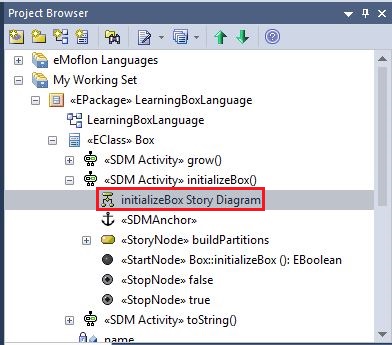 Project Browser
eMoflon Languages
My Working Set
«EPackage» LearningBoxLanguage
LearningBoxLanguage
«EClass» Box
«SDM Activity» grow()
«SDM Activity» initializeBox()
initializeBox Story Diagram
«SDMAnchor»
«StoryNode» buildPartitions
«StartNode» Box::initializeBox (): EBoolean
«StopNode» false
«StopNode» true
«SDM Activity» toString()
name